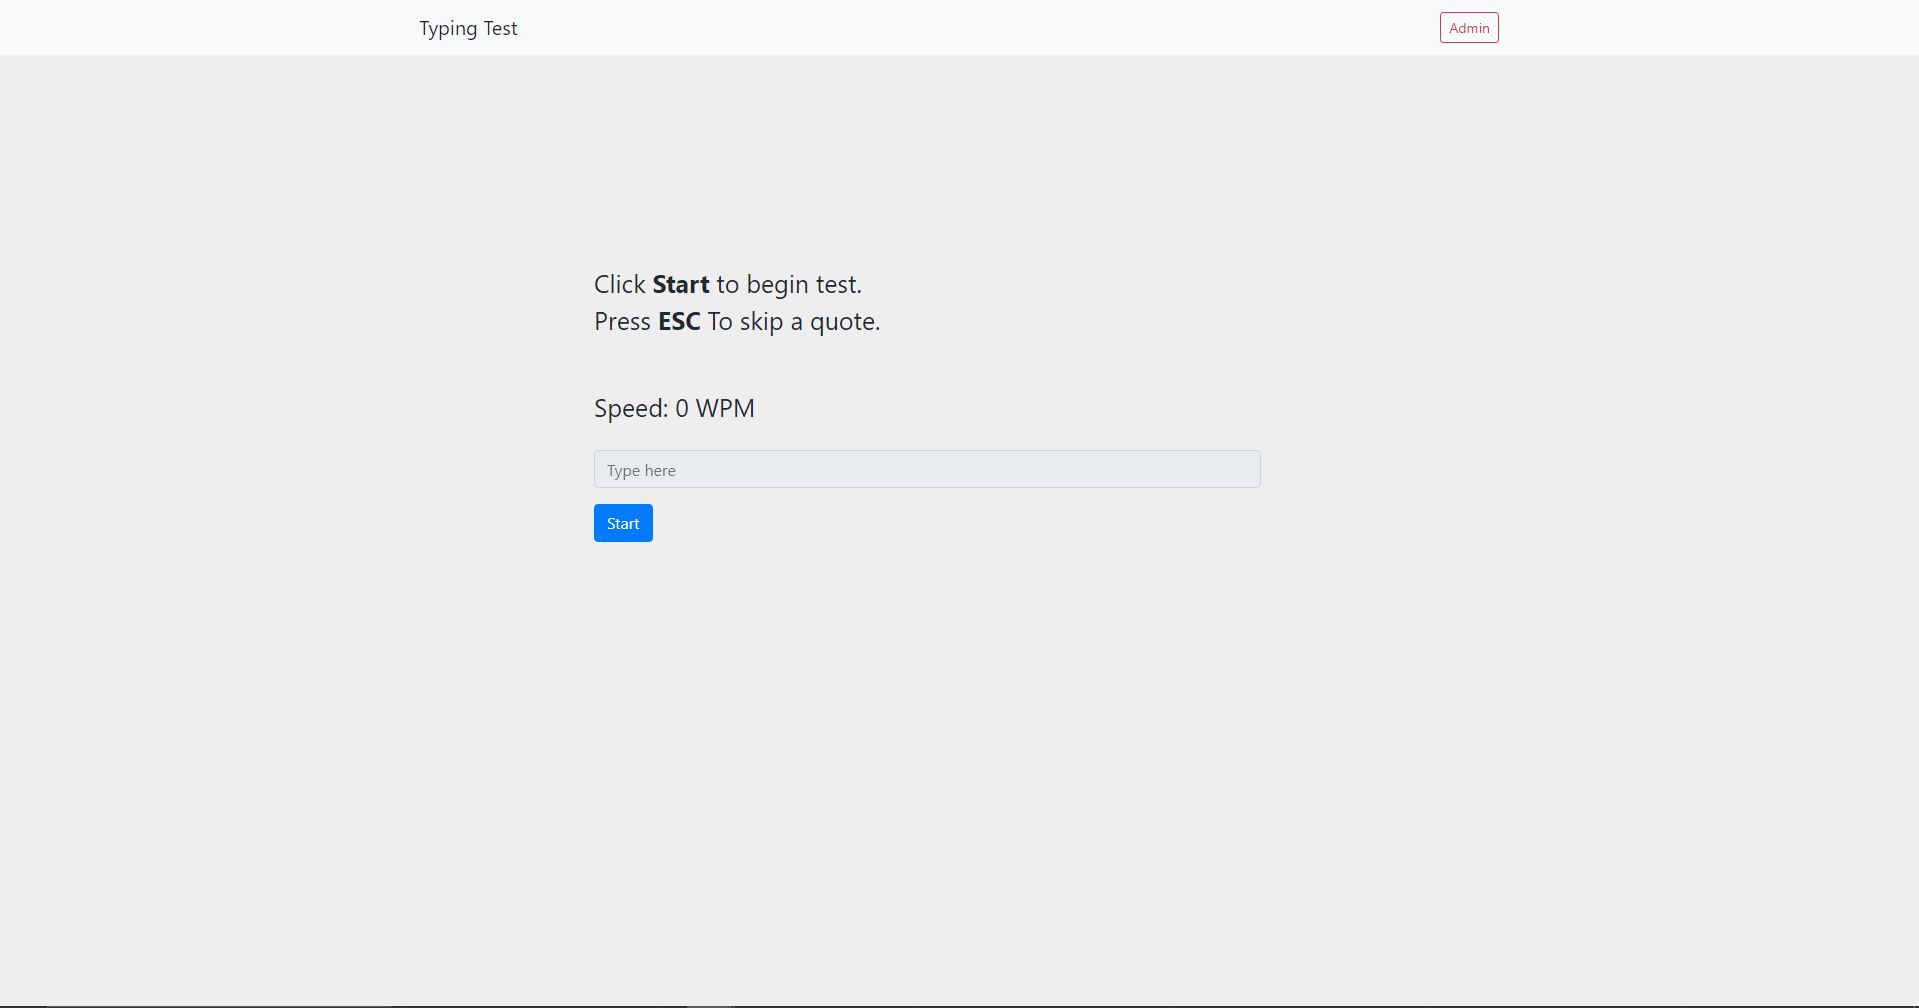 Typing Test
Admin
Click Start to begin test.
Press ESC To skip a quote.
Speed: 0 WPM
Type here
Start